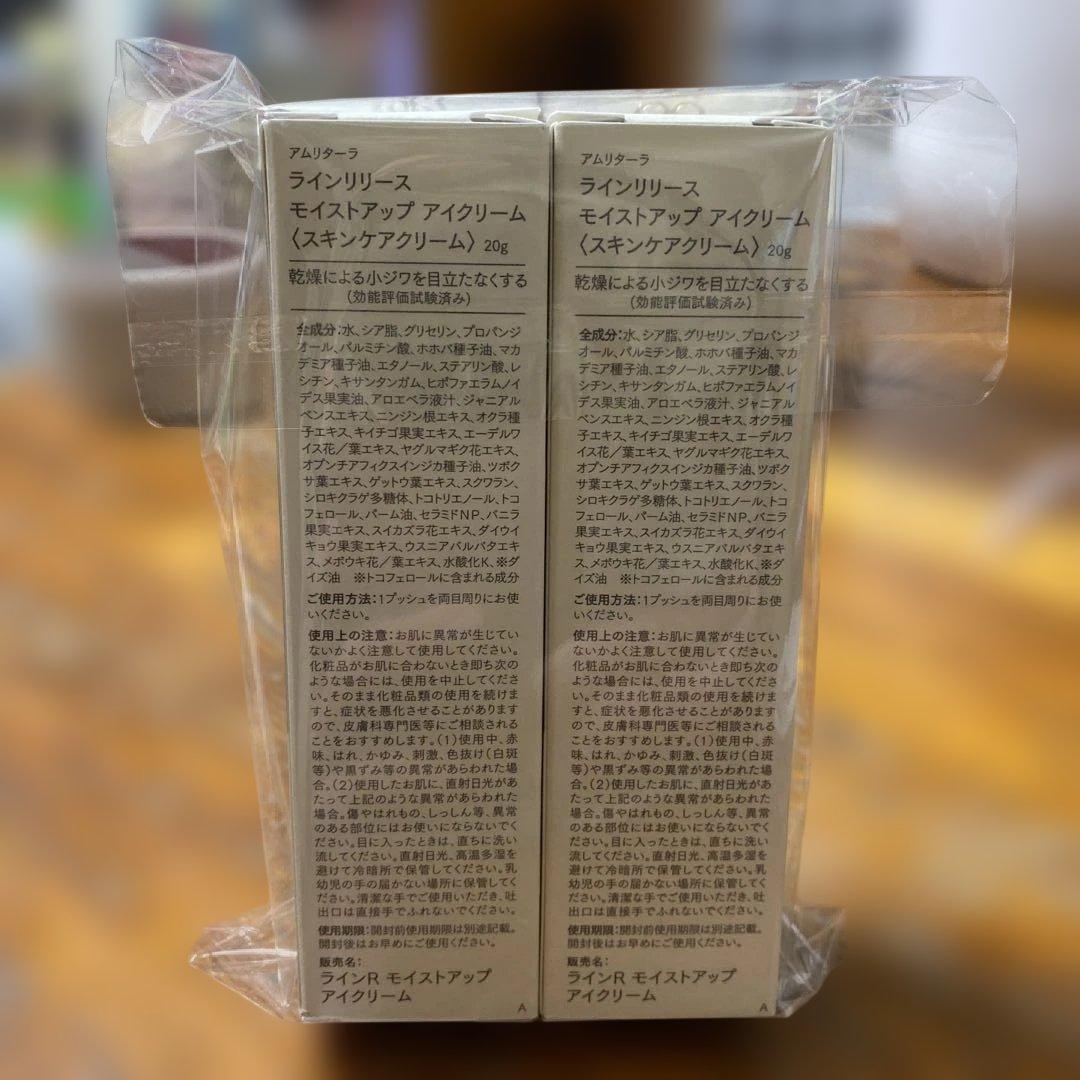 アムリターラ
ラインリリース
モイストアップ アイクリーム
〈スキンケアクリーム〉 20g
乾燥による小ジワを目立たなくする
(効能評価試験済み)
全成分:水、シア脂、グリセリン、プロパンジ
オール、パルミチン酸、ホホバ種子油、マカ
デミア種子油、エタノール、ステアリン酸、レ
シチン、キサンタンガム、ヒポファエラムノイ
デス果実油、アロエベラ液汁、ジャニアル
ベンスエキス、ニンジン根エキス、オクラ種
子エキス、キイチゴ果実エキス、エーデルワ
イス花/葉エキス、ヤグルマギク花エキス、
オプンチアフィクスインジカ種子油、ツボク
サ葉エキス、ゲットウ葉エキス、スクワラン、
シロキクラゲ多糖体、トコトリエノール、トコ
フェロール、パーム油、セラミドNP、バニラ
果実エキス、スイカズラ花エキス、ダイウイ
キョウ果実エキス、ウスニアバルバタエキ
ス、メボウキ花/葉エキス、水酸化K、※ダ
イズ油 ※トコフェロールに含まれる成分
ご使用方法:1プッシュを両目周りにお使
いください。
使用上の注意:お肌に異常が生じてい
ないかよく注意して使用してください。
化粧品がお肌に合わないとき即ち次の
ような場合には、使用を中止してくださ
い。そのまま化粧品類の使用を続けま
すと、症状を悪化させることがあります
ので、皮膚科専門医等にご相談される
ことをおすすめします。(1)使用中、赤
味、はれ、かゆみ、刺激、色抜け(白斑
等)や黒ずみ等の異常があらわれた場
合。(2)使用したお肌に、直射日光があ
たって上記のような異常があらわれた
場合。傷やはれもの、しっしん等、異常
のある部位にはお使いにならないでく
ださい。目に入ったときは、直ちに洗い
流してください。直射日光、高温多湿を
避けて冷暗所で保管してください。乳
幼児の手の届かない場所に保管してく
ださい。清潔な手でご使用いただき、吐
出口は直接手でふれないでください。
使用期限:開封前使用期限は別途記載。
開封後はお早めにご使用ください。
販売名:
ラインR モイストアップ
アイクリーム
A
アムリターラ
ラインリリース
モイストアップ アイクリーム
〈スキンケアクリーム〉 20g
乾燥による小ジワを目立たなくする
(効能評価試験済み)
全成分:水、シア脂、グリセリン、プロパンジ
オール、パルミチン酸、ホホバ種子油、マカ
デミア種子油、エタノール、ステアリン酸、レ
シチン、キサンタンガム、ヒポファエラムノイ
デス果実油、アロエベラ液汁、ジャニアル
ベンスエキス、ニンジン根エキス、オクラ種
子エキス、キイチゴ果実エキス、エーデルワ
イス花/葉エキス、ヤグルマギク花エキス、
オプンチアフィクスインジカ種子油、ツボク
サ葉エキス、ゲットウ葉エキス、スクワラン、
シロキクラゲ多糖体、トコトリエノール、トコ
フェロール、パーム油、セラミドNP、バニラ
果実エキス、スイカズラ花エキス、ダイウイ
キョウ果実エキス、ウスニアバルバタエキ
ス、メボウキ花/葉エキス、水酸化K、※ダ
イズ油 ※トコフェロールに含まれる成分
ご使用方法:1プッシュを両目周りにお使
いください。
使用上の注意:お肌に異常が生じてい
ないかよく注意して使用してください。
化粧品がお肌に合わないとき即ち次の
ような場合には、使用を中止してくださ
い。そのまま化粧品類の使用を続けま
すと、症状を悪化させることがあります
ので、皮膚科専門医等にご相談される
ことをおすすめします。(1)使用中、赤
味、はれ、かゆみ、刺激、色抜け(白斑
等)や黒ずみ等の異常があらわれた場
合。(2)使用したお肌に、直射日光があ
たって上記のような異常があらわれた
場合。傷やはれもの、しっしん等、異常
のある部位にはお使いにならないでく
ださい。目に入ったときは、直ちに洗い
流してください。直射日光、高温多湿を
避けて冷暗所で保管してください。乳
幼児の手の届かない場所に保管してく
ださい。清潔な手でご使用いただき、吐
出口は直接手でふれないでください。
使用期限:開封前使用期限は別途記載。
開封後はお早めにご使用ください。
販売名:
ラインR モイストアップ
アイクリーム
A